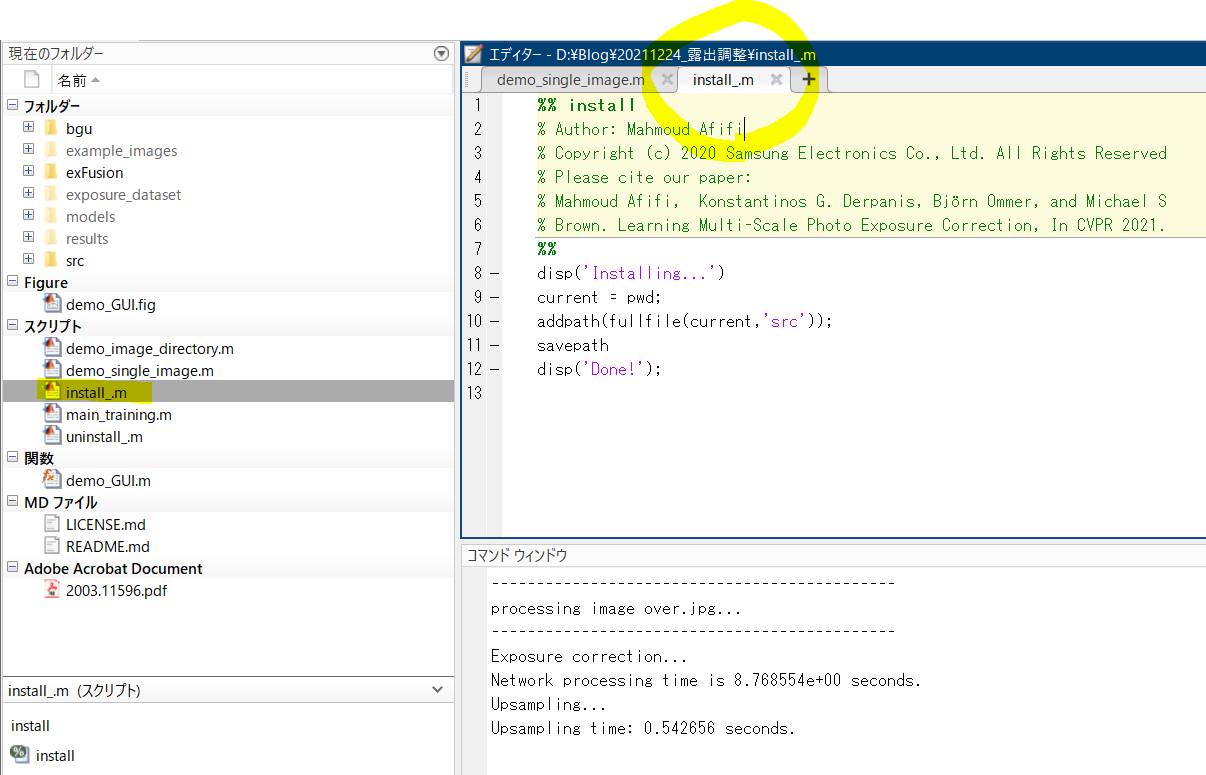 現在のフォルダー
名前
フォルダー
bgu
example_images
exFusion
exposure_dataset
models
results
src
Figure
demo_GUI.fig
スクリプト
demo_image_directory.m
demo_single_image.m
install_.m
main_training.m
uninstall_.m
関数
demo_GUI.m
MD ファイル
LICENSE.md
README.md
Adobe Acrobat Document
2003.11596.pdf
install_.m (スクリプト)
install
install
エディター - D:¥Blog¥20211224_露出調整¥install_.m
demo_single_image.m install_.m
1 %% install
2 % Author: Mahmoud Afifi
3 % Copyright (c) 2020 Samsung Electronics Co., Ltd. All Rights Reserved
4 % Please cite our paper:
5 % Mahmoud Afifi,  Konstantinos G. Derpanis, Björn Ommer, and Michael S
6 % Brown. Learning Multi-Scale Photo Exposure Correction, In CVPR 2021.
7 %%
8 – disp('Installing...')
9 – current = pwd;
10 – addpath(fullfile(current,'src'));
11 – savepath
12 – disp('Done!');
13
コマンド ウィンドウ
---------------------------------------------
processing image over.jpg...
---------------------------------------------
Exposure correction...
Network processing time is 8.768554e+00 seconds.
Upsampling...
Upsampling time: 0.542656 seconds.